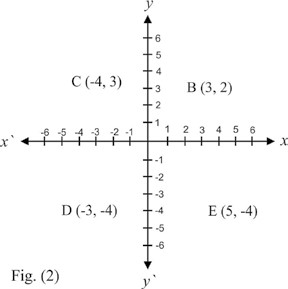 y
6
5
4
C (-4, 3)
3
B (3, 2)
2
1
x` -6 -5 -4 -3 -2 -1 1 2 3 4 5 6 x
-1
-2
-3
D (-3, -4)
-4
E (5, -4)
-5
-6
Fig. (2)
y`